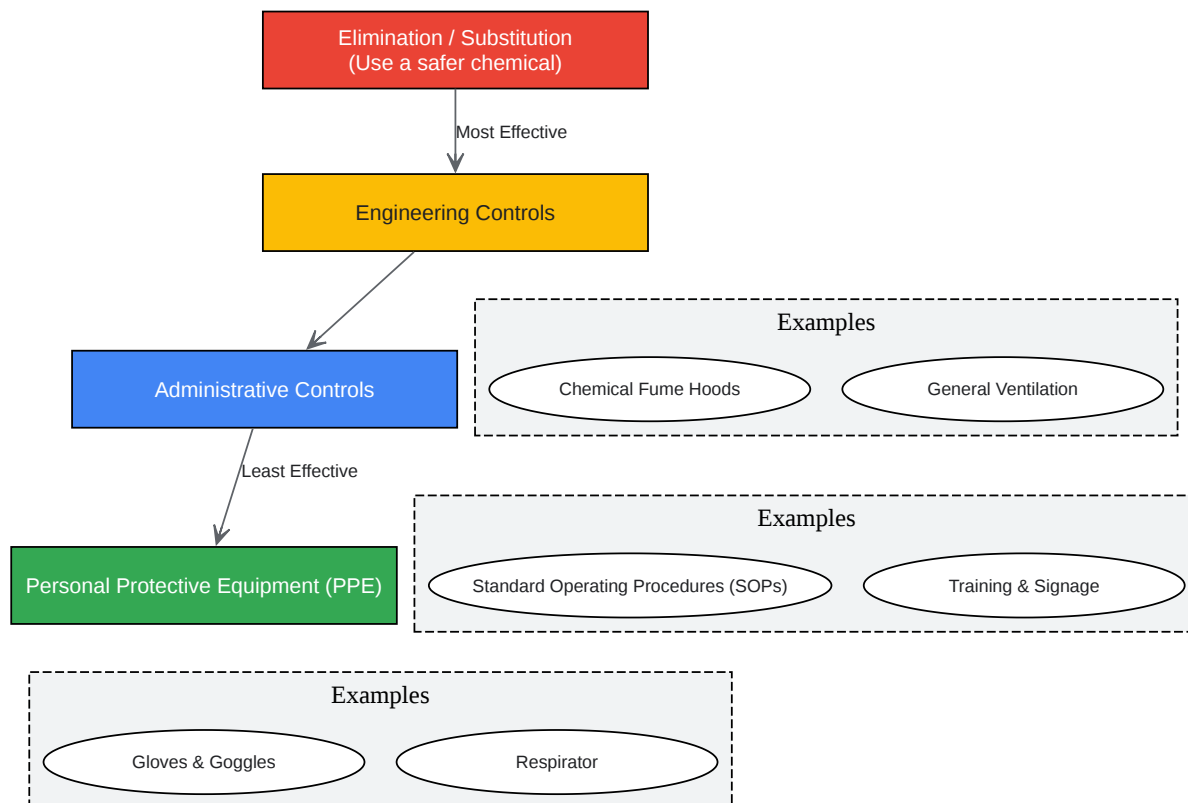 Elimination / Substitution
(Use a safer chemical)
Most Effective
Engineering Controls
Examples
Chemical Fume Hoods
General Ventilation
Administrative Controls
Least Effective
Examples
Standard Operating Procedures (SOPs)
Training & Signage
Personal Protective Equipment (PPE)
Examples
Gloves & Goggles
Respirator